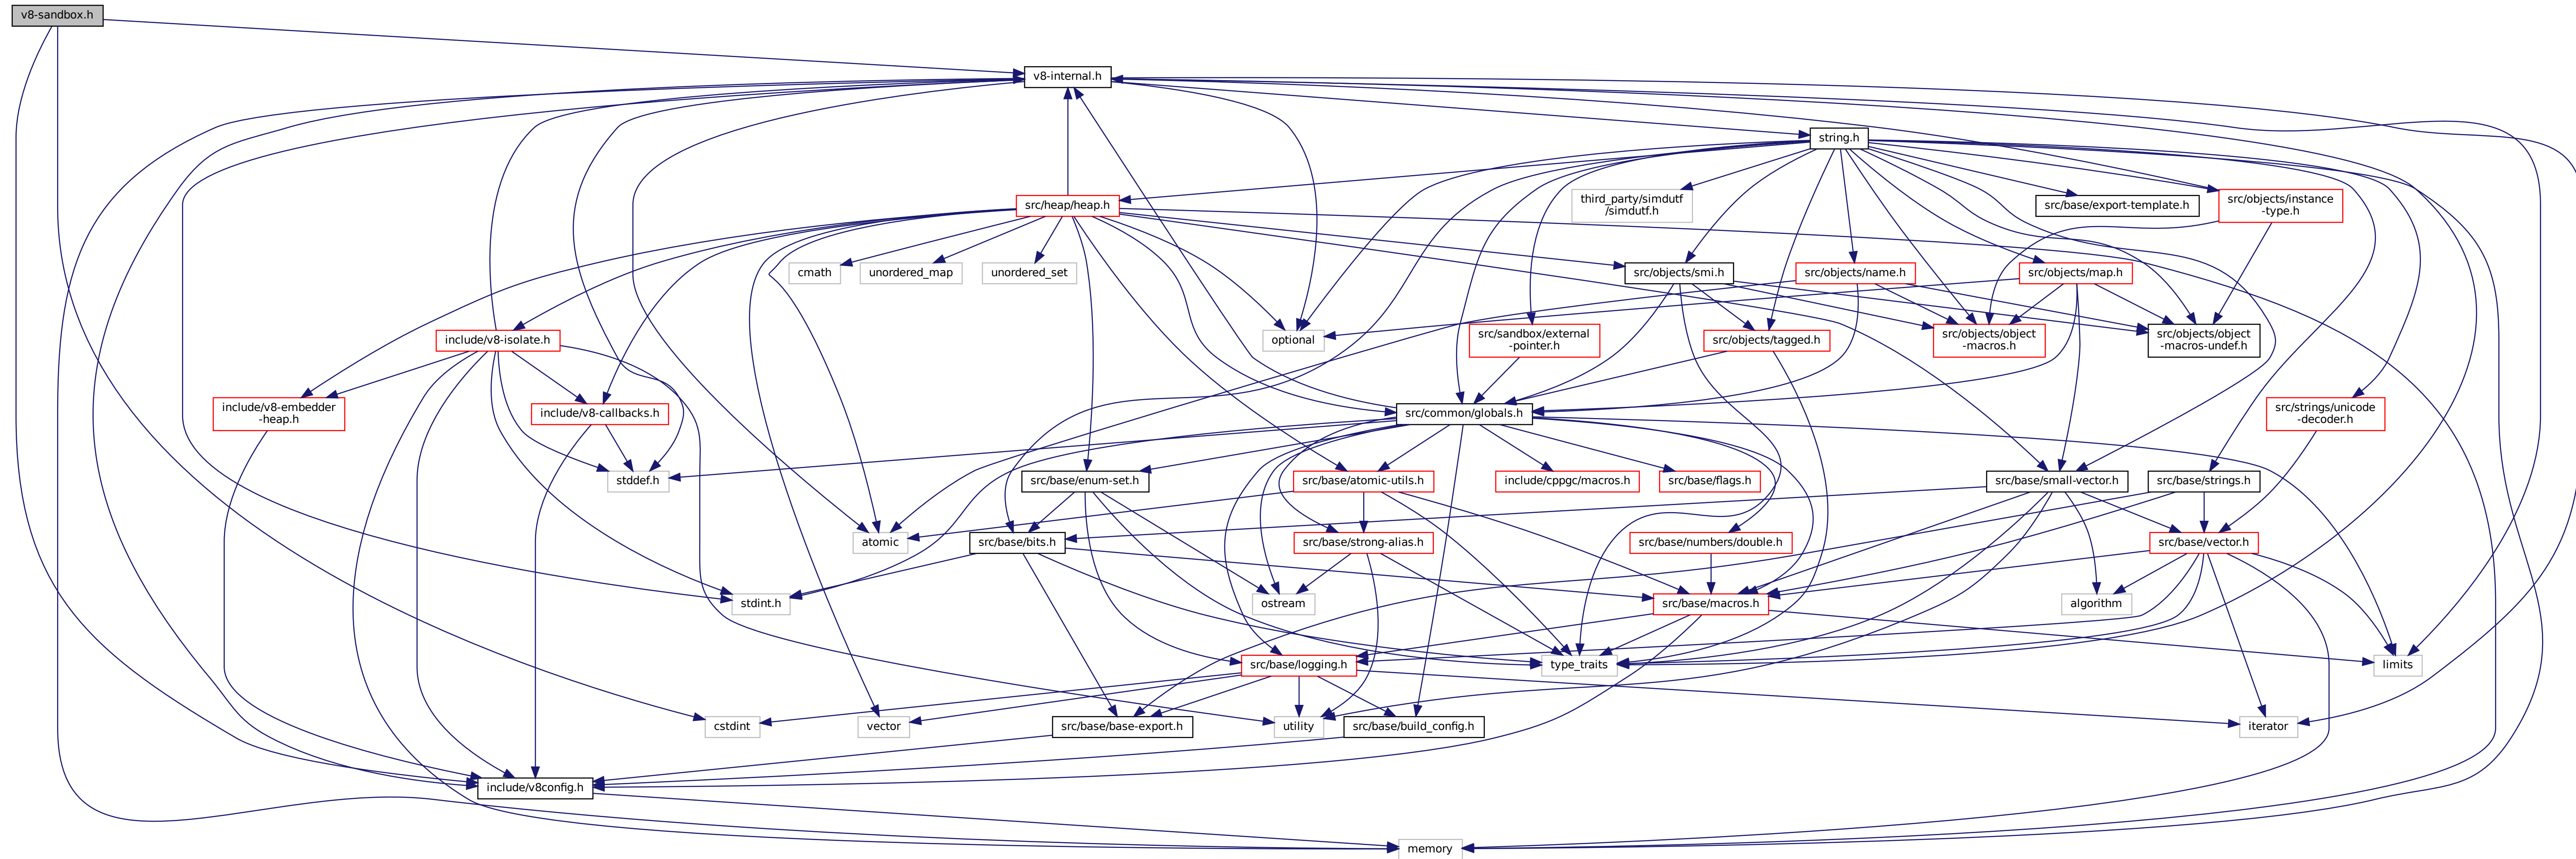 v8-sandbox.h
v8-internal.h
string.h
third_party/simdutf
/simdutf.h
src/heap/heap.h
src/base/export-template.h
src/objects/instance
-type.h
cmath
unordered_map
unordered_set
src/objects/smi.h
src/objects/name.h
src/objects/map.h
include/v8-isolate.h
optional
src/sandbox/external
-pointer.h
src/objects/tagged.h
src/objects/object
-macros.h
src/objects/object
-macros-undef.h
include/v8-embedder
-heap.h
include/v8-callbacks.h
src/common/globals.h
src/strings/unicode
-decoder.h
stddef.h
src/base/enum-set.h
src/base/atomic-utils.h
include/cppgc/macros.h
src/base/flags.h
src/base/small-vector.h
src/base/strings.h
atomic
src/base/bits.h
src/base/strong-alias.h
src/base/numbers/double.h
src/base/vector.h
stdint.h
ostream
src/base/macros.h
algorithm
src/base/logging.h
type_traits
limits
cstdint
vector
src/base/base-export.h
utility
src/base/build_config.h
iterator
include/v8config.h
memory